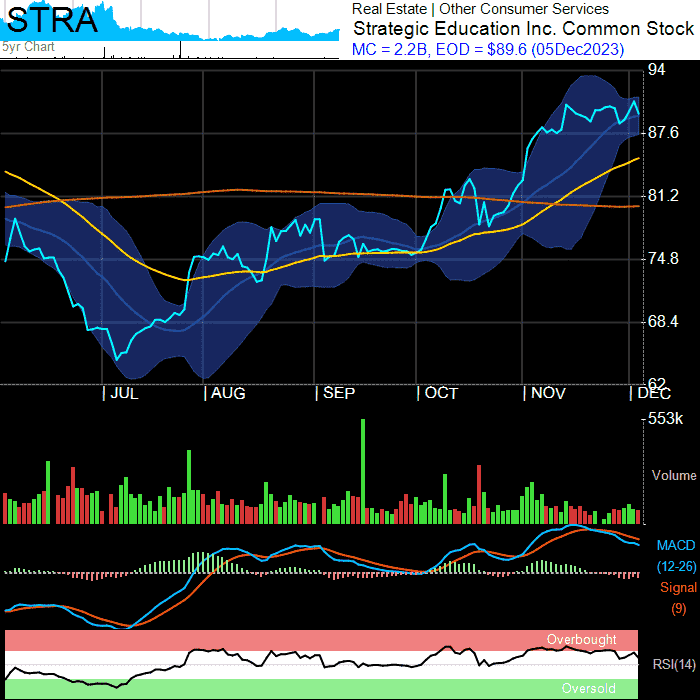 STRA
5yr Chart
Real Estate | Other Consumer Services
Strategic Education Inc. Common Stock
MC = 2.2B, EOD = $89.6 (05Dec2023)
94
87.6
81.2
74.8
68.4
62
| JUL | AUG | SEP | OCT | NOV | DEC
553k
Volume
MACD
(12-26)
Signal
(9)
Overbought
RSI(14)
Oversold